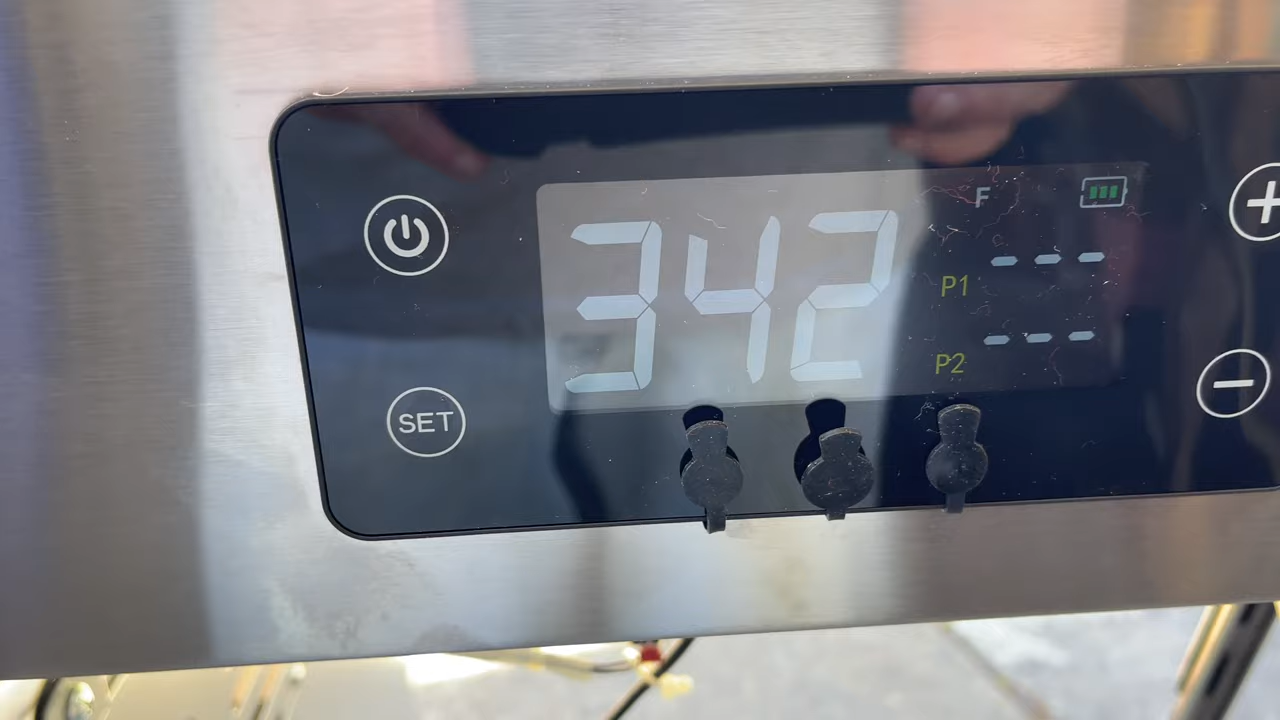 F
342
P1 ---
P2 ---
SET